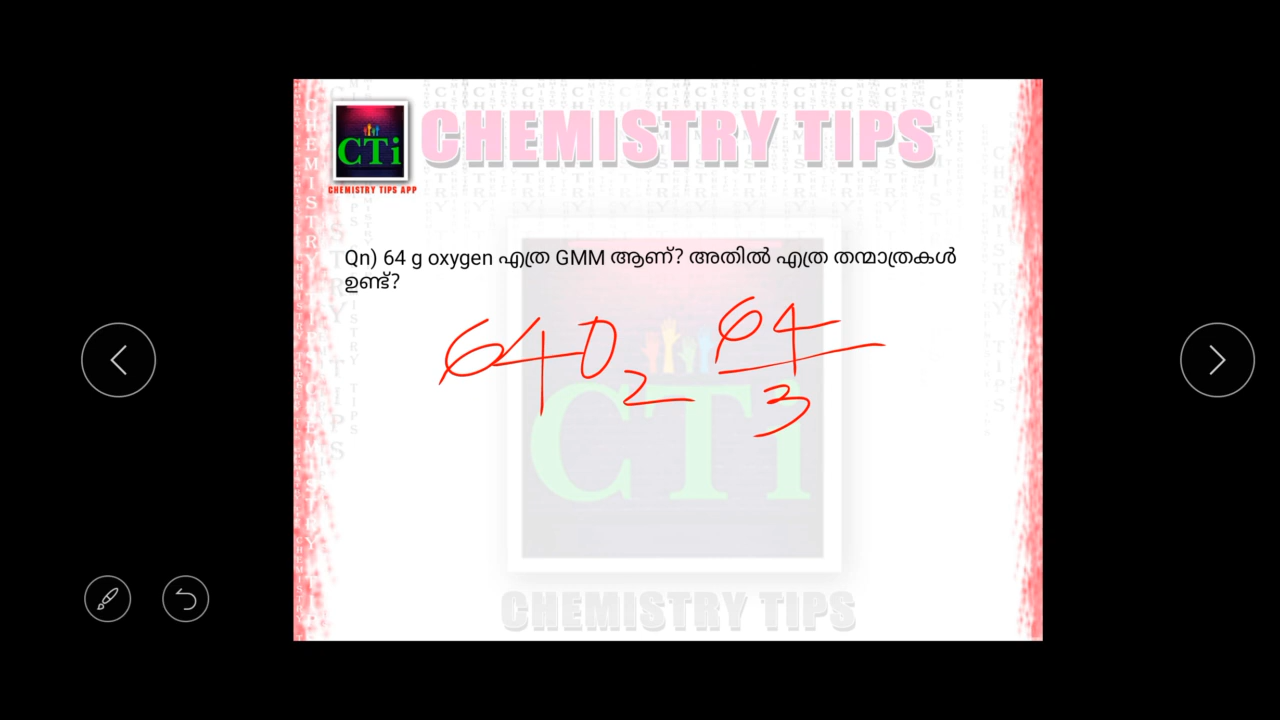 CTi
CHEMISTRY TIPS
CHEMISTRY TIPS APP
Qn) 64 g oxygen എത്ര GMM ആണ്? അതിൽ എത്ര തന്മാത്രകൾ
ഉണ്ട്?
64 O2 64
3
CTi
CHEMISTRY TIPS